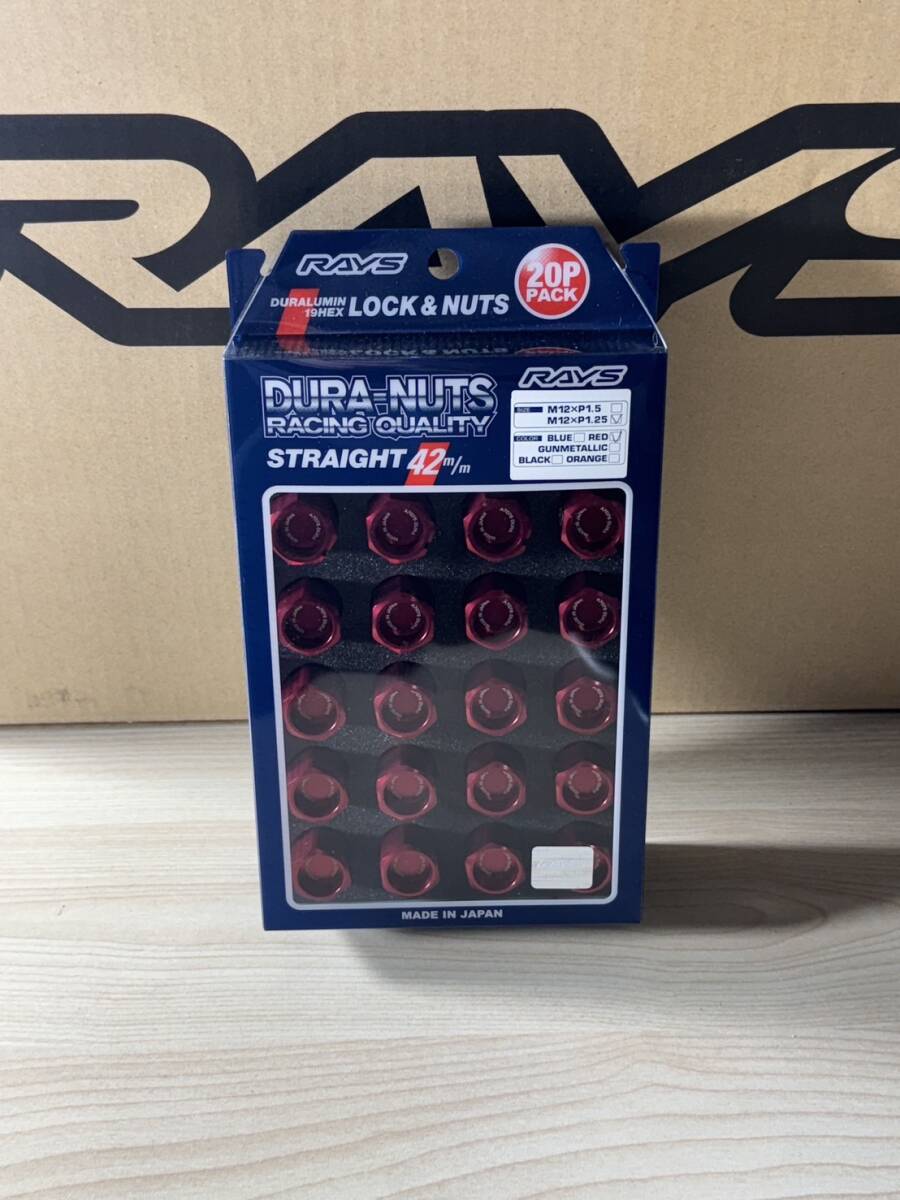 RAYS
RAYS
20P
PACK
DURALUMIN
19HEX
LOCK & NUTS
DURA-NUTS
RACING QUALITY
STRAIGHT 42m/m
RAYS
SIZE
M12×P1.5
M12×P1.25
COLOR
BLUE RED
GUNMETALLIC
BLACK ORANGE
MADE IN JAPAN